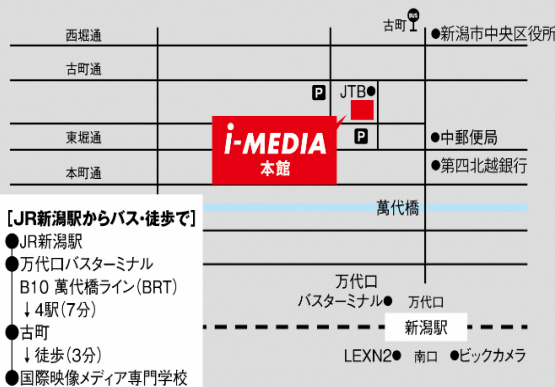 古町
BUS
西堀通
新潟市中央区役所
古町通
P
JTB
東堀通
i-MEDIA
本館
P
中郵便局
本町通
第四北越銀行
萬代橋
[JR新潟駅からバス・徒歩で]
JR新潟駅
万代口バスターミナル
B10 萬代橋ライン(BRT)
↓4駅(7分)
古町
↓徒歩(3分)
国際映像メディア専門学校
万代口
バスターミナル
万代口
新潟駅
LEXN2
南口
ビックカメラ